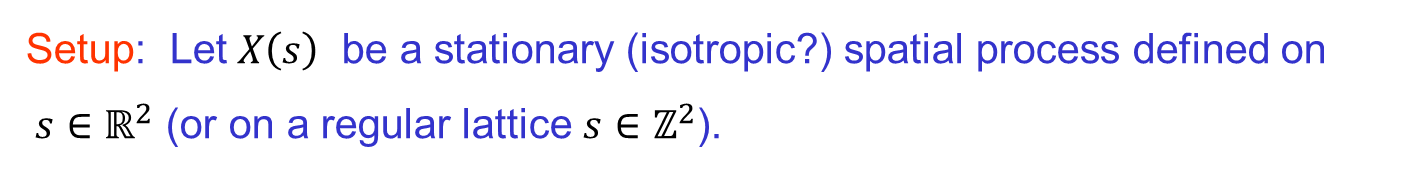 Setup: Let X(s) be a stationary (isotropic?) spatial process defined on
s ∈ ℝ² (or on a regular lattice s ∈ ℤ²).